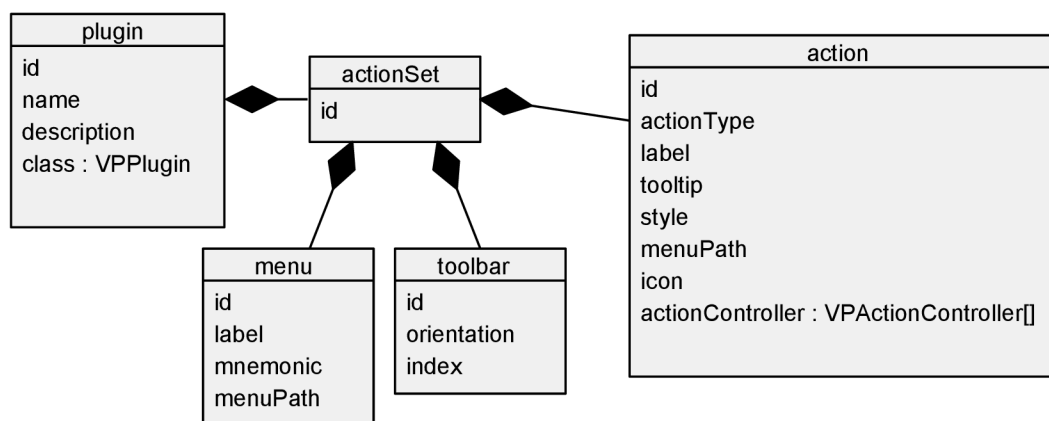 plugin
id
name
description
class : VPPlugin
actionSet
id
action
id
actionType
label
tooltip
style
menuPath
icon
actionController : VPActionController[]
menu
id
label
mnemonic
menuPath
toolbar
id
orientation
index